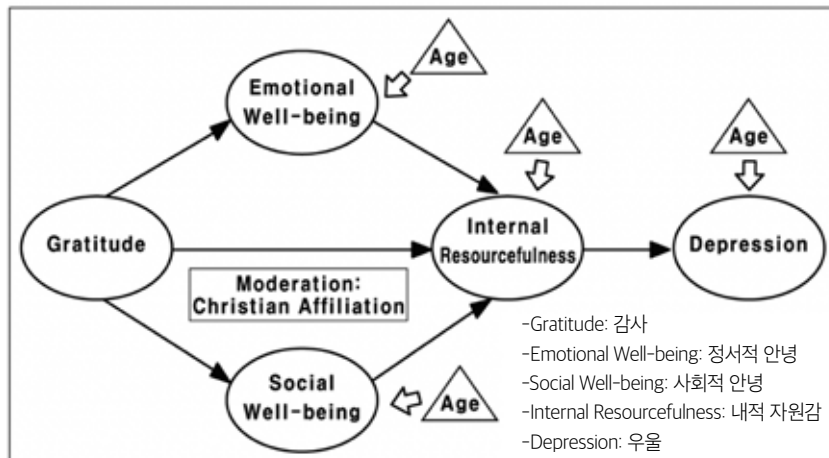 Age
Emotional
Well-being
Age
Age
Gratitude
Internal
Resourcefulness
Depression
Moderation:
Christian Affiliation
Social
Well-being
Age
-Gratitude: 감사
-Emotional Well-being: 정서적 안녕
-Social Well-being: 사회적 안녕
-Internal Resourcefulness: 내적 자원감
-Depression: 우울